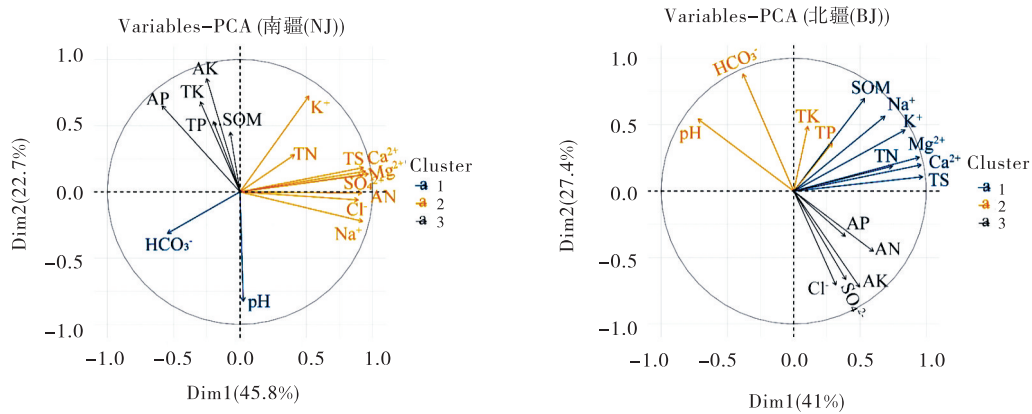 Variables-PCA (南疆(NJ))
1.0
0.5
0.0
-0.5
-1.0
Dim2(22.7%)
AK
AP
TK
TP
SOM
K⁺
TN
TS
Ca²⁺
Mg²⁺
SO₄
AN
Cl⁻
Na⁺
HCO₃⁻
pH
-1.0 -0.5 0.0 0.5 1.0
Dim1(45.8%)
Cluster
a 1
a 2
a 3
Variables-PCA (北疆(BJ))
1.0
0.5
0.0
-0.5
-1.0
Dim2(27.4%)
HCO₃⁻
pH
TK
TP
SOM
Na⁺
K⁺
Mg²⁺
TN
Ca²⁺
TS
AP
AN
AK
Cl⁻
SO₄²⁻
-1.0 -0.5 0.0 0.5 1.0
Dim1(41%)
Cluster
a 1
a 2
a 3